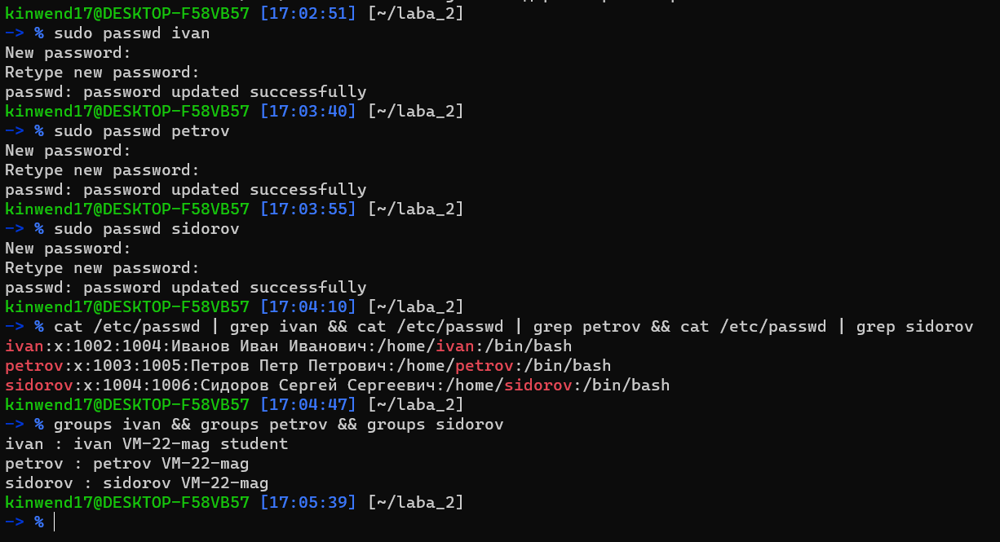 kinwend17@DESKTOP-F58VB57 [17:02:51] [~/laba_2]
-> % sudo passwd ivan
New password:
Retype new password:
passwd: password updated successfully
kinwend17@DESKTOP-F58VB57 [17:03:40] [~/laba_2]
-> % sudo passwd petrov
New password:
Retype new password:
passwd: password updated successfully
kinwend17@DESKTOP-F58VB57 [17:03:55] [~/laba_2]
-> % sudo passwd sidorov
New password:
Retype new password:
passwd: password updated successfully
kinwend17@DESKTOP-F58VB57 [17:04:10] [~/laba_2]
-> % cat /etc/passwd | grep ivan && cat /etc/passwd | grep petrov && cat /etc/passwd | grep sidorov
ivan:x:1002:1004:Иванов Иван Иванович:/home/ivan:/bin/bash
petrov:x:1003:1005:Петров Петр Петрович:/home/petrov:/bin/bash
sidorov:x:1004:1006:Сидоров Сергей Сергеевич:/home/sidorov:/bin/bash
kinwend17@DESKTOP-F58VB57 [17:04:47] [~/laba_2]
-> % groups ivan && groups petrov && groups sidorov
ivan : ivan VM-22-mag student
petrov : petrov VM-22-mag
sidorov : sidorov VM-22-mag
kinwend17@DESKTOP-F58VB57 [17:05:39] [~/laba_2]
-> %